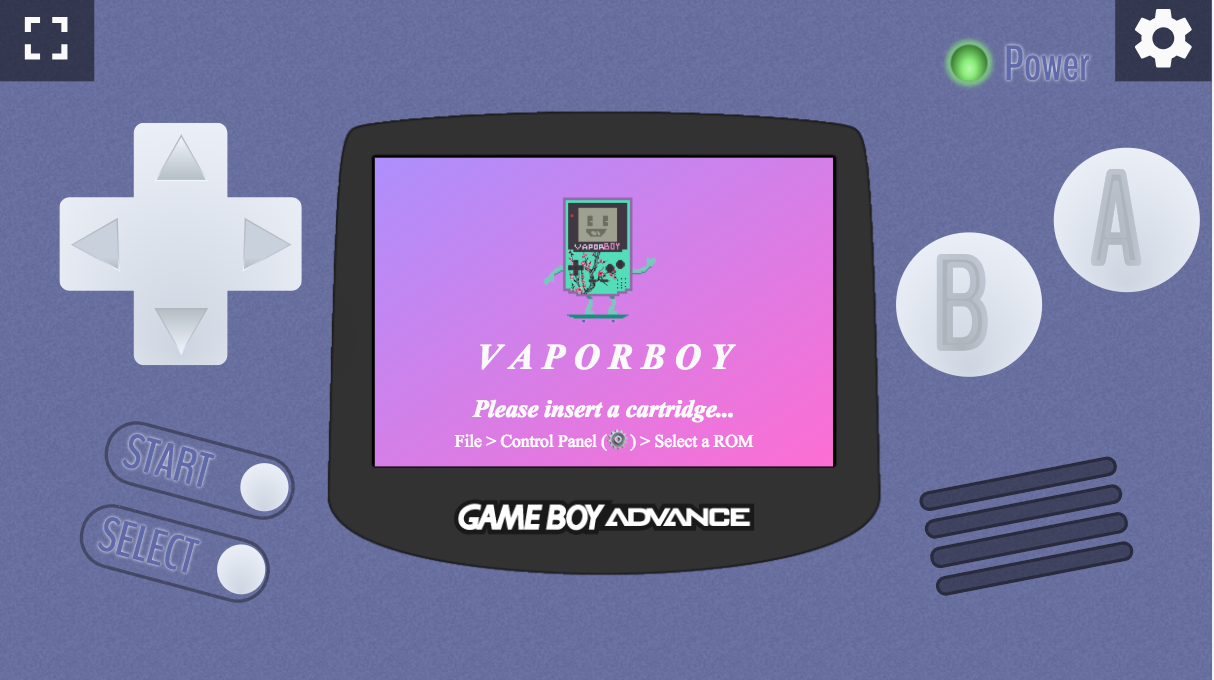 Power
A
B
VAPORBOY
VAPORBOY
Please insert a cartridge...
File > Control Panel ( ) > Select a ROM
START
SELECT
GAME BOY ADVANCE